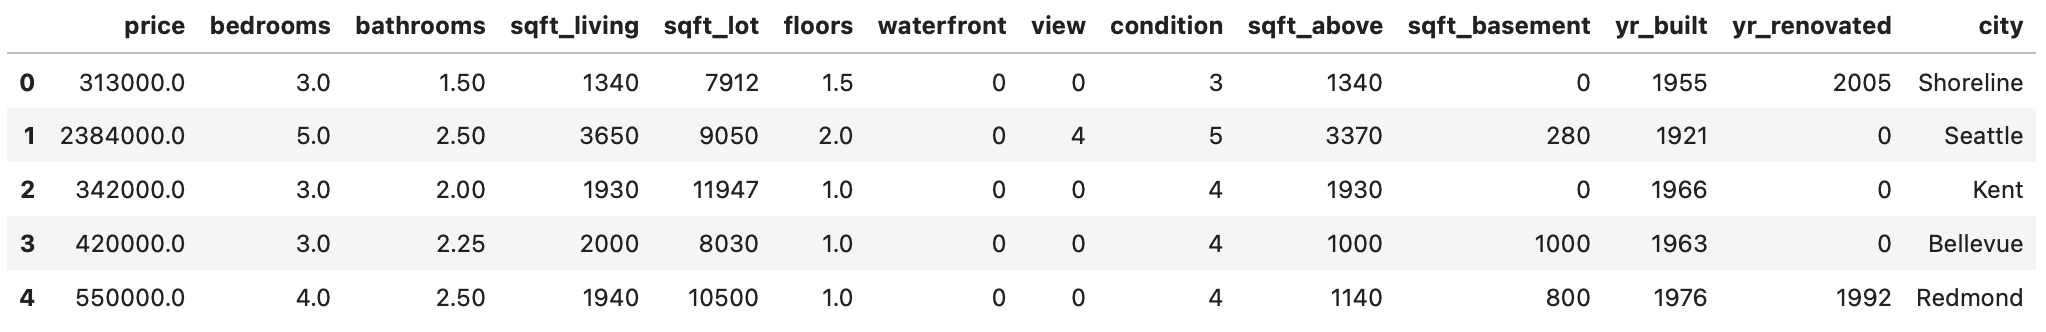 price bedrooms bathrooms sqft_living sqft_lot floors waterfront view condition sqft_above sqft_basement yr_built yr_renovated city
0 313000.0 3.0 1.50 1340 7912 1.5 0 0 3 1340 0 1955 2005 Shoreline
1 2384000.0 5.0 2.50 3650 9050 2.0 0 4 5 3370 280 1921 0 Seattle
2 342000.0 3.0 2.00 1930 11947 1.0 0 0 4 1930 0 1966 0 Kent
3 420000.0 3.0 2.25 2000 8030 1.0 0 0 4 1000 1000 1963 0 Bellevue
4 550000.0 4.0 2.50 1940 10500 1.0 0 0 4 1140 800 1976 1992 Redmond